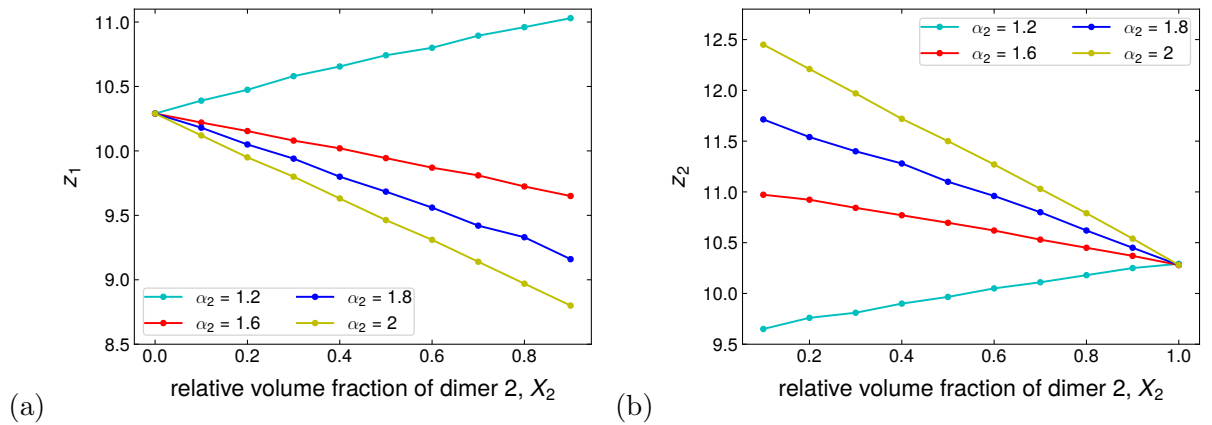 11.0
10.5
10.0
9.5
9.0
8.5
z₁
α₂ = 1.2
α₂ = 1.8
α₂ = 1.6
α₂ = 2
0.0 0.2 0.4 0.6 0.8
relative volume fraction of dimer 2, X₂
(a)
12.5
12.0
11.5
11.0
10.5
10.0
9.5
z₂
α₂ = 1.2
α₂ = 1.8
α₂ = 1.6
α₂ = 2
0.2 0.4 0.6 0.8 1.0
relative volume fraction of dimer 2, X₂
(b)